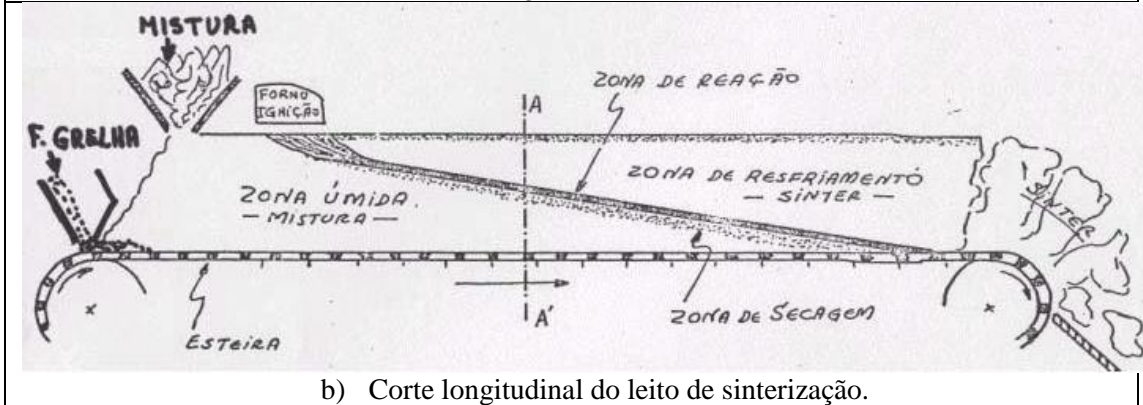 MISTURA
F. GRELHA
FORNO
IGNIÇÃO
A
ZONA DE REAÇÃO
ZONA ÚMIDA
— MISTURA —
ZONA DE RESFRIAMENTO
— SINTER —
SINTER
A'
ZONA DE SECAGEM
ESTEIRA
b) Corte longitudinal do leito de sinterização.